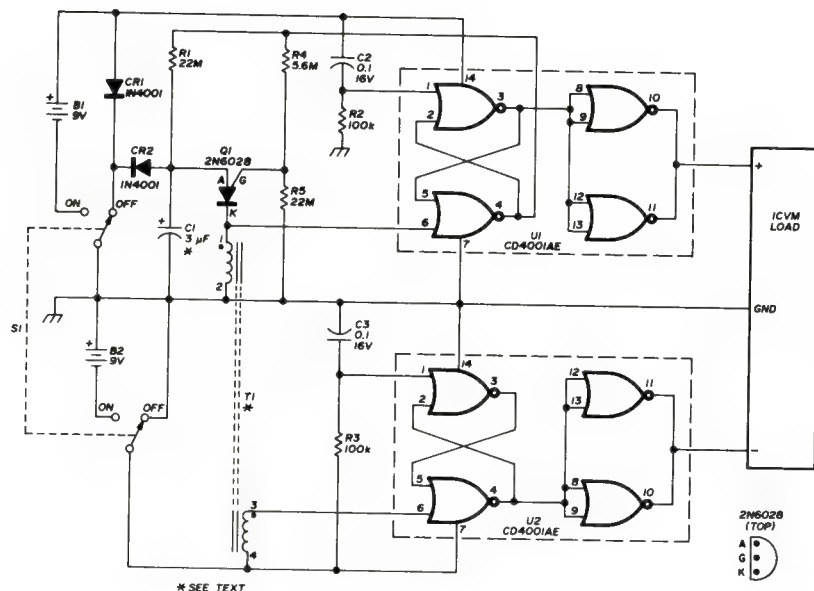 B1
9V
CR1
1N4001
R1
22M
R4
5.6M
C2
0.1
16V
R2
100k
CR2
1N4001
Q1
2N6028
A
G
K
R5
22M
C1
3 µF
*
ON
OFF
S1
1
2
B2
9V
ON
OFF
T1
*
3
4
C3
0.1
16V
R3
100k
1
2
14
3
5
6
4
7
U1
CD4001AE
8
9
10
12
13
11
+
ICVM
LOAD
GND
-
1
2
14
3
5
6
4
7
U2
CD4001AE
12
13
11
8
9
10
2N6028
(TOP)
A
G
K
* SEE TEXT